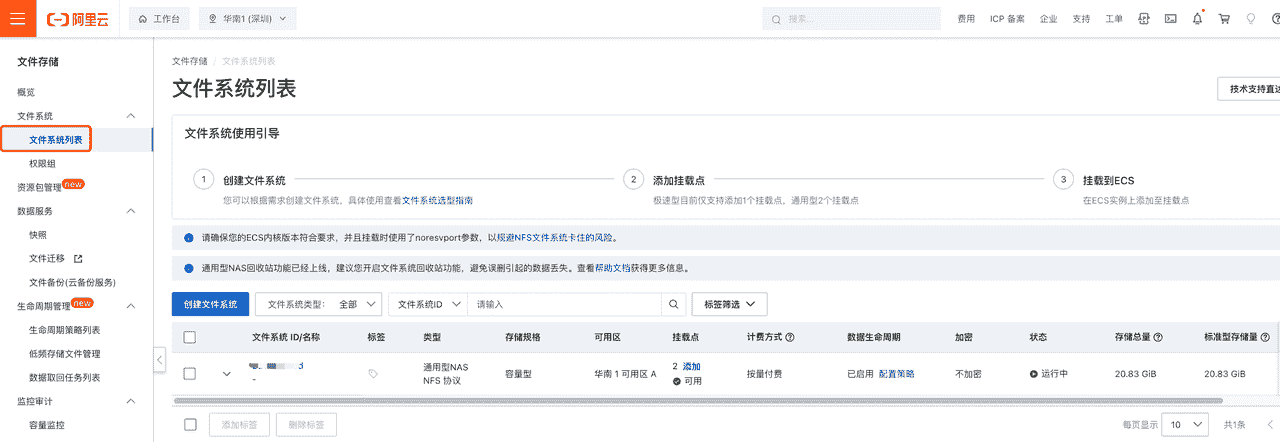 阿里云 工作台 华南1 (深圳) 搜索... 费用 ICP 备案 企业 支持 工单
文件存储
概览
文件系统
文件系统列表
权限组
资源包管理 new
数据服务
快照
文件迁移
文件备份(云备份服务)
生命周期管理 new
生命周期策略列表
低频存储文件管理
数据取回任务列表
监控审计
容量监控
文件存储 / 文件系统列表
文件系统列表
技术支持直达
文件系统使用引导
1 创建文件系统
您可以根据需求创建文件系统，具体使用查看文件系统选型指南
2 添加挂载点
极速型目前仅支持添加1个挂载点，通用型2个挂载点
3 挂载到ECS
在ECS实例上添加至挂载点
请确保您的ECS内核版本符合要求，并且挂载时使用了noresvport参数，以规避NFS文件系统卡住的风险。
通用型NAS回收站功能已经上线，建议您开启文件系统回收站功能，避免误删引起的数据丢失。查看帮助文档获得更多信息。
创建文件系统 文件系统类型： 全部 文件系统ID 请输入 标签筛选
文件系统 ID/名称 标签 类型 存储规格 可用区 挂载点 计费方式 数据生命周期 加密 状态 存储总量 标准型存储量
3 - 通用型NAS NFS 协议 容量型 华南 1 可用区 A 2 添加 可用 按量付费 已启用 配置策略 不加密 运行中 20.83 GiB 20.83 GiB
添加标签 删除标签 每页显示 10 共1条